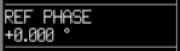 REF PHASE
+0.000 °